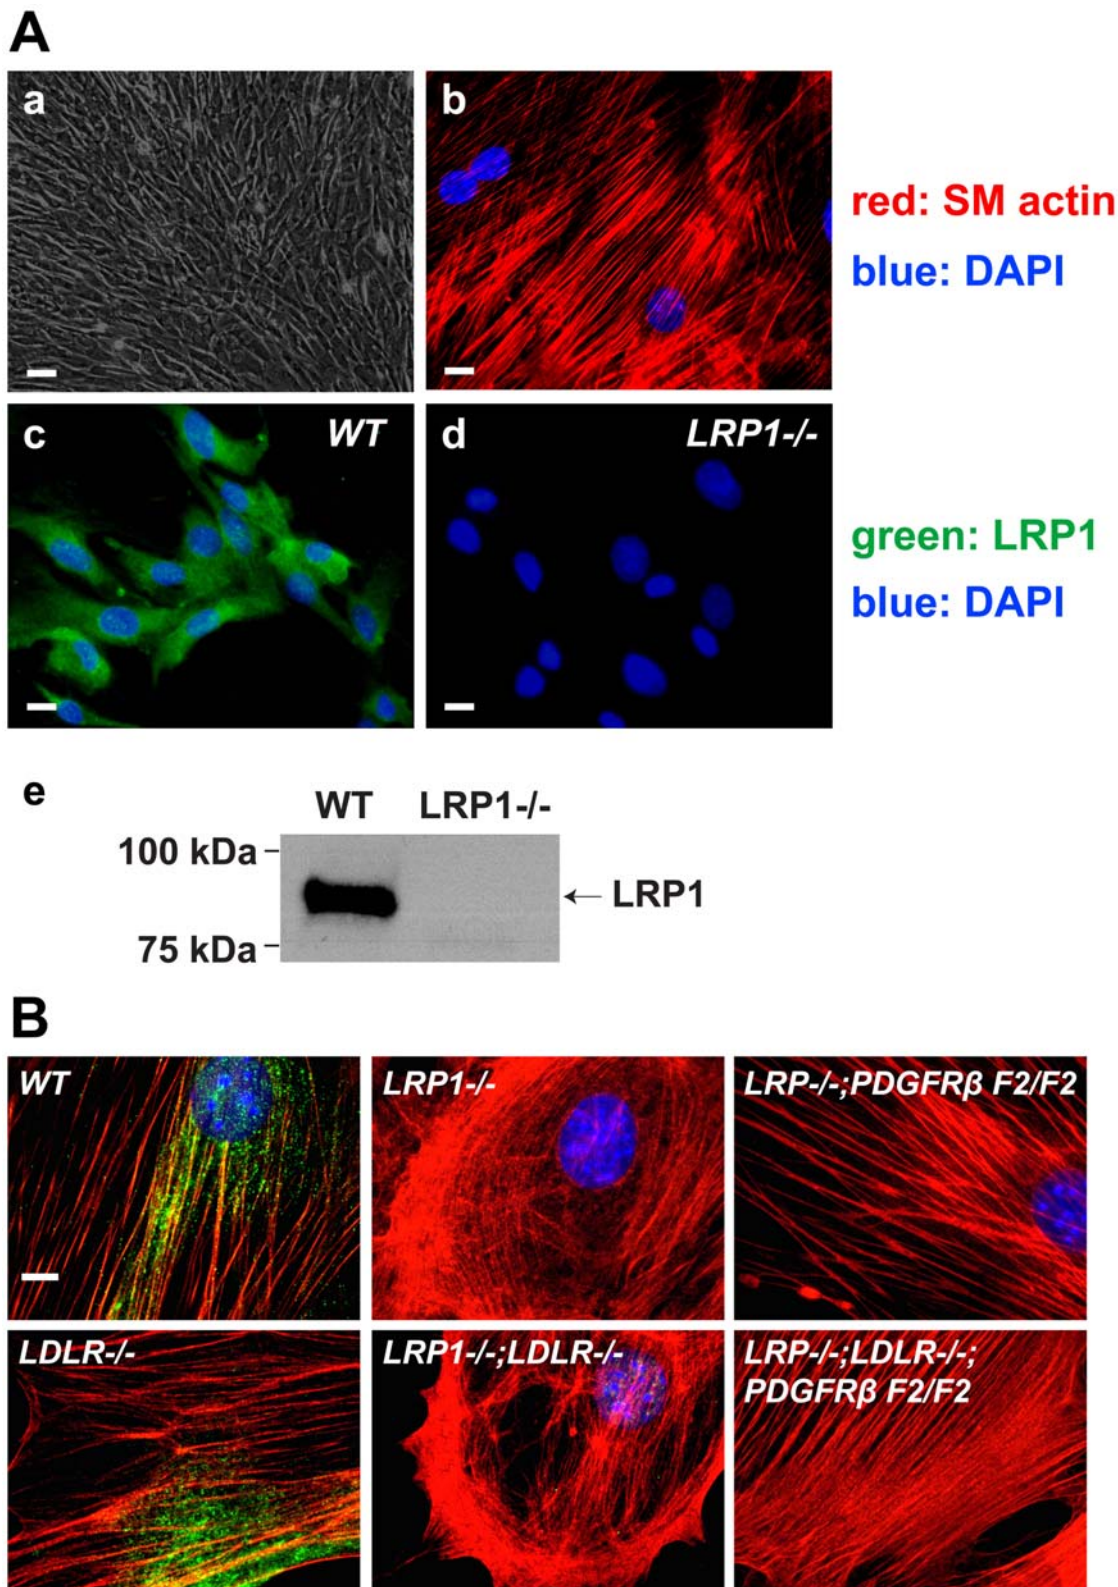 A
a
b
red: SM actin
blue: DAPI
c
WT
d
LRP1-/-
green: LRP1
blue: DAPI
e
WT LRP1-/-
100 kDa
LRP1
75 kDa
B
WT
LRP1-/-
LRP-/-;PDGFRβ F2/F2
LDLR-/-
LRP1-/-;LDLR-/-
LRP-/-;LDLR-/-;
PDGFRβ F2/F2